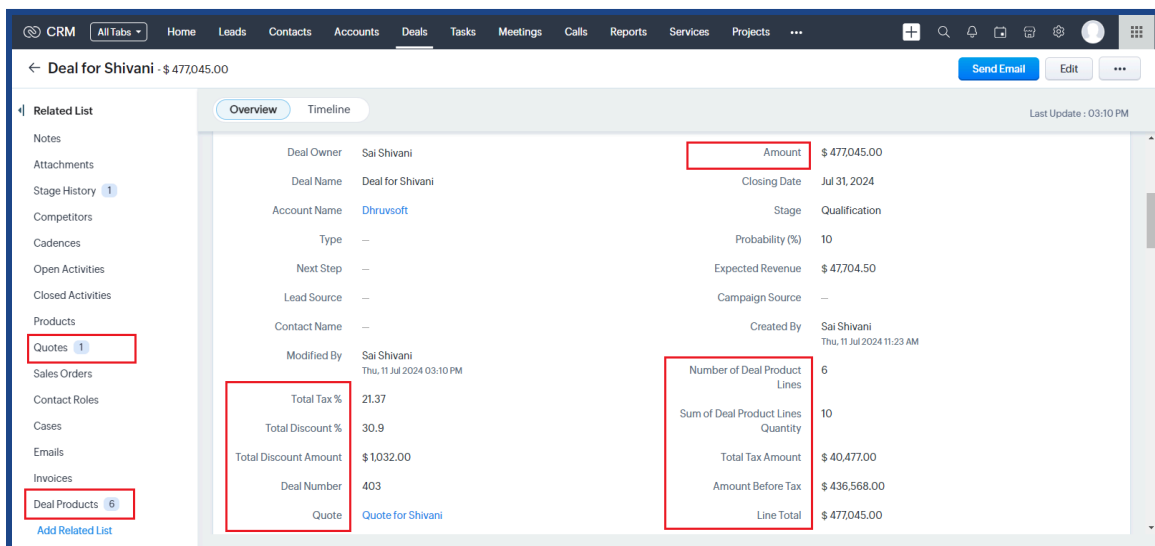 CRM All Tabs Home Leads Contacts Accounts Deals Tasks Meetings Calls Reports Services Projects •••
← Deal for Shivani - $ 477,045.00 Send Email Edit •••
Related List
Notes
Attachments
Stage History 1
Competitors
Cadences
Open Activities
Closed Activities
Products
Quotes 1
Sales Orders
Contact Roles
Cases
Emails
Invoices
Deal Products 6
Add Related List
Overview Timeline Last Update : 03:10 PM
Deal Owner Sai Shivani
Deal Name Deal for Shivani
Account Name Dhruvsoft
Type —
Next Step —
Lead Source —
Contact Name —
Modified By Sai Shivani
Thu, 11 Jul 2024 03:10 PM
Total Tax % 21.37
Total Discount % 30.9
Total Discount Amount $ 1,032.00
Deal Number 403
Quote Quote for Shivani
Amount $ 477,045.00
Closing Date Jul 31, 2024
Stage Qualification
Probability (%) 10
Expected Revenue $ 47,704.50
Campaign Source —
Created By Sai Shivani
Thu, 11 Jul 2024 11:23 AM
Number of Deal Product 6
Lines
Sum of Deal Product Lines 10
Quantity
Total Tax Amount $ 40,477.00
Amount Before Tax $ 436,568.00
Line Total $ 477,045.00